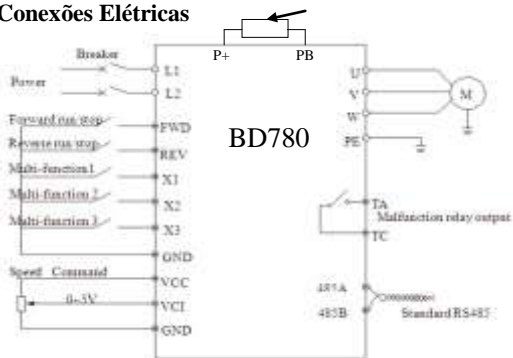 Conexões Elétricas
P+ PB
Breaker
L1
Power
L2
U
V
W
M
PE
BD780
Forward run stop
FWD
Reverse run stop
REV
Multi-function 1
X1
Multi-function 2
X2
Multi-function 3
X3
GND
TA
Malfunction relay output
TC
Speed Command
VCC
0~5V
VCI
GND
485A
485B
Standard RS485